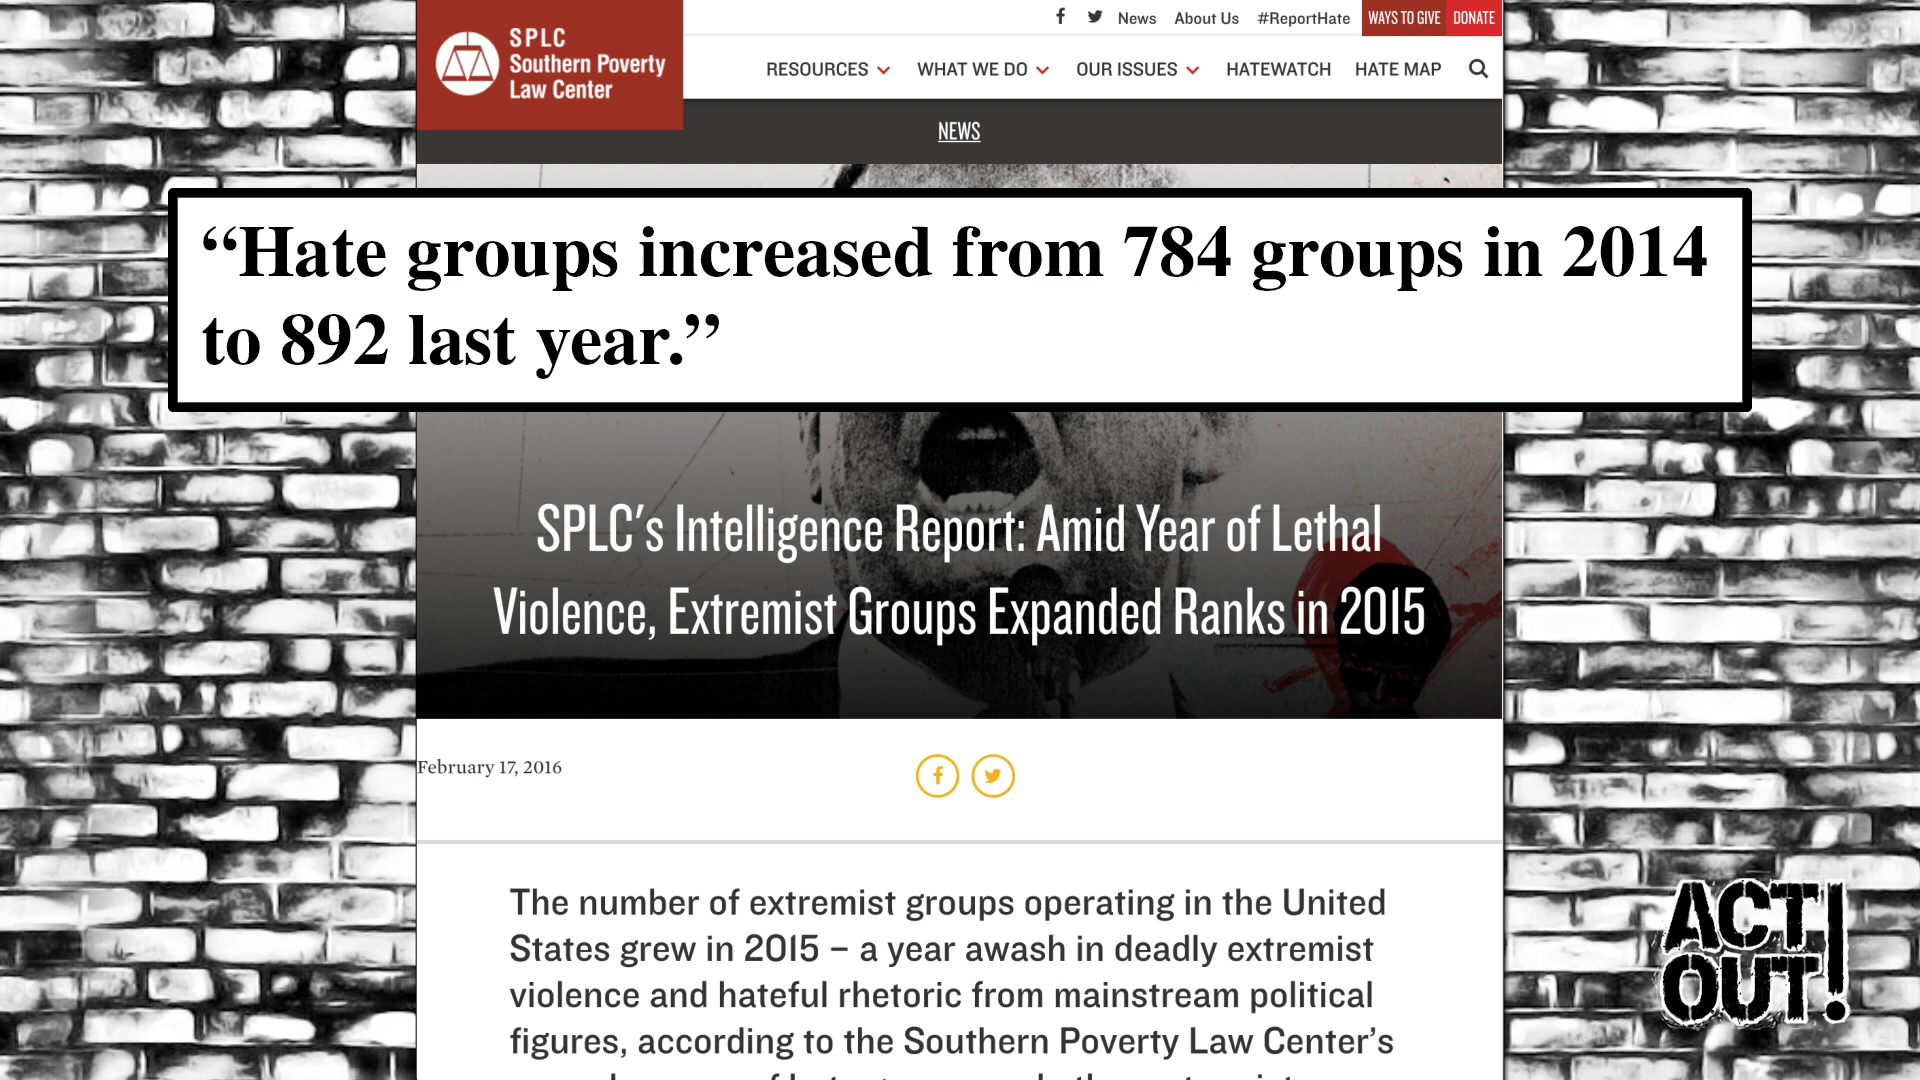 SPLC
Southern Poverty
Law Center
News About Us #ReportHate WAYS TO GIVE DONATE
RESOURCES WHAT WE DO OUR ISSUES HATEWATCH HATE MAP
NEWS
“Hate groups increased from 784 groups in 2014
to 892 last year.”
SPLC's Intelligence Report: Amid Year of Lethal
Violence, Extremist Groups Expanded Ranks in 2015
February 17, 2016
The number of extremist groups operating in the United
States grew in 2015 – a year awash in deadly extremist
violence and hateful rhetoric from mainstream political
figures, according to the Southern Poverty Law Center’s
ACT
OUT!